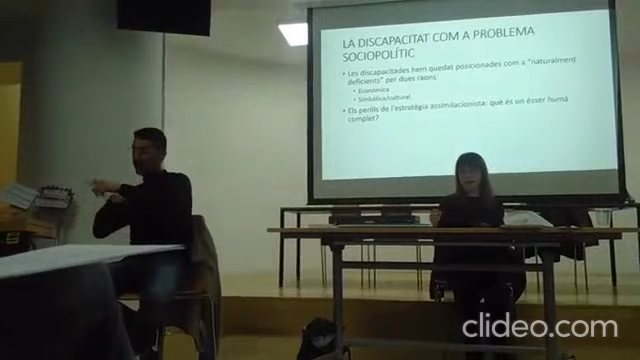 LA DISCAPACITAT COM A PROBLEMA
SOCIOPOLÍTIC
• Les discapacitades hem quedat posicionades com a "naturalment
deficients" per dues raons:
• Econòmica
• Simbòlica/cultural
• Els perills de l'estratègia assimilacionista: què és un ésser humà
complet?
clideo.com